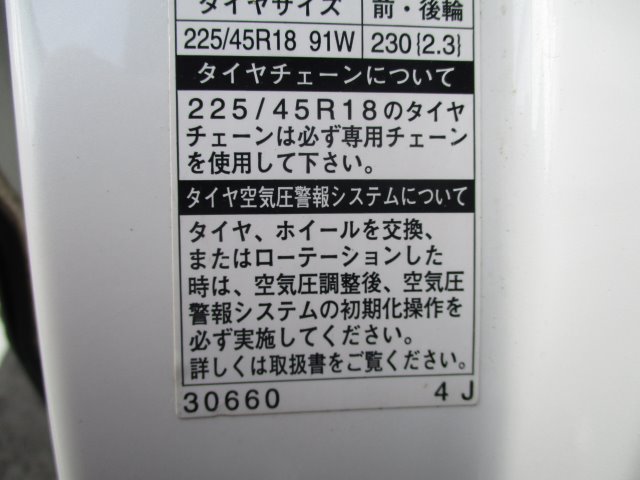 タイヤサイズ 前・後輪
225/45R18 91W 230{2.3}
タイヤチェーンについて
225/45R18のタイヤ
チェーンは必ず専用チェーン
を使用して下さい。
タイヤ空気圧警報システムについて
タイヤ、ホイールを交換、
またはローテーションした
時は、空気圧調整後、空気圧
警報システムの初期化操作を
必ず実施してください。
詳しくは取扱書をご覧ください。
30660 4J